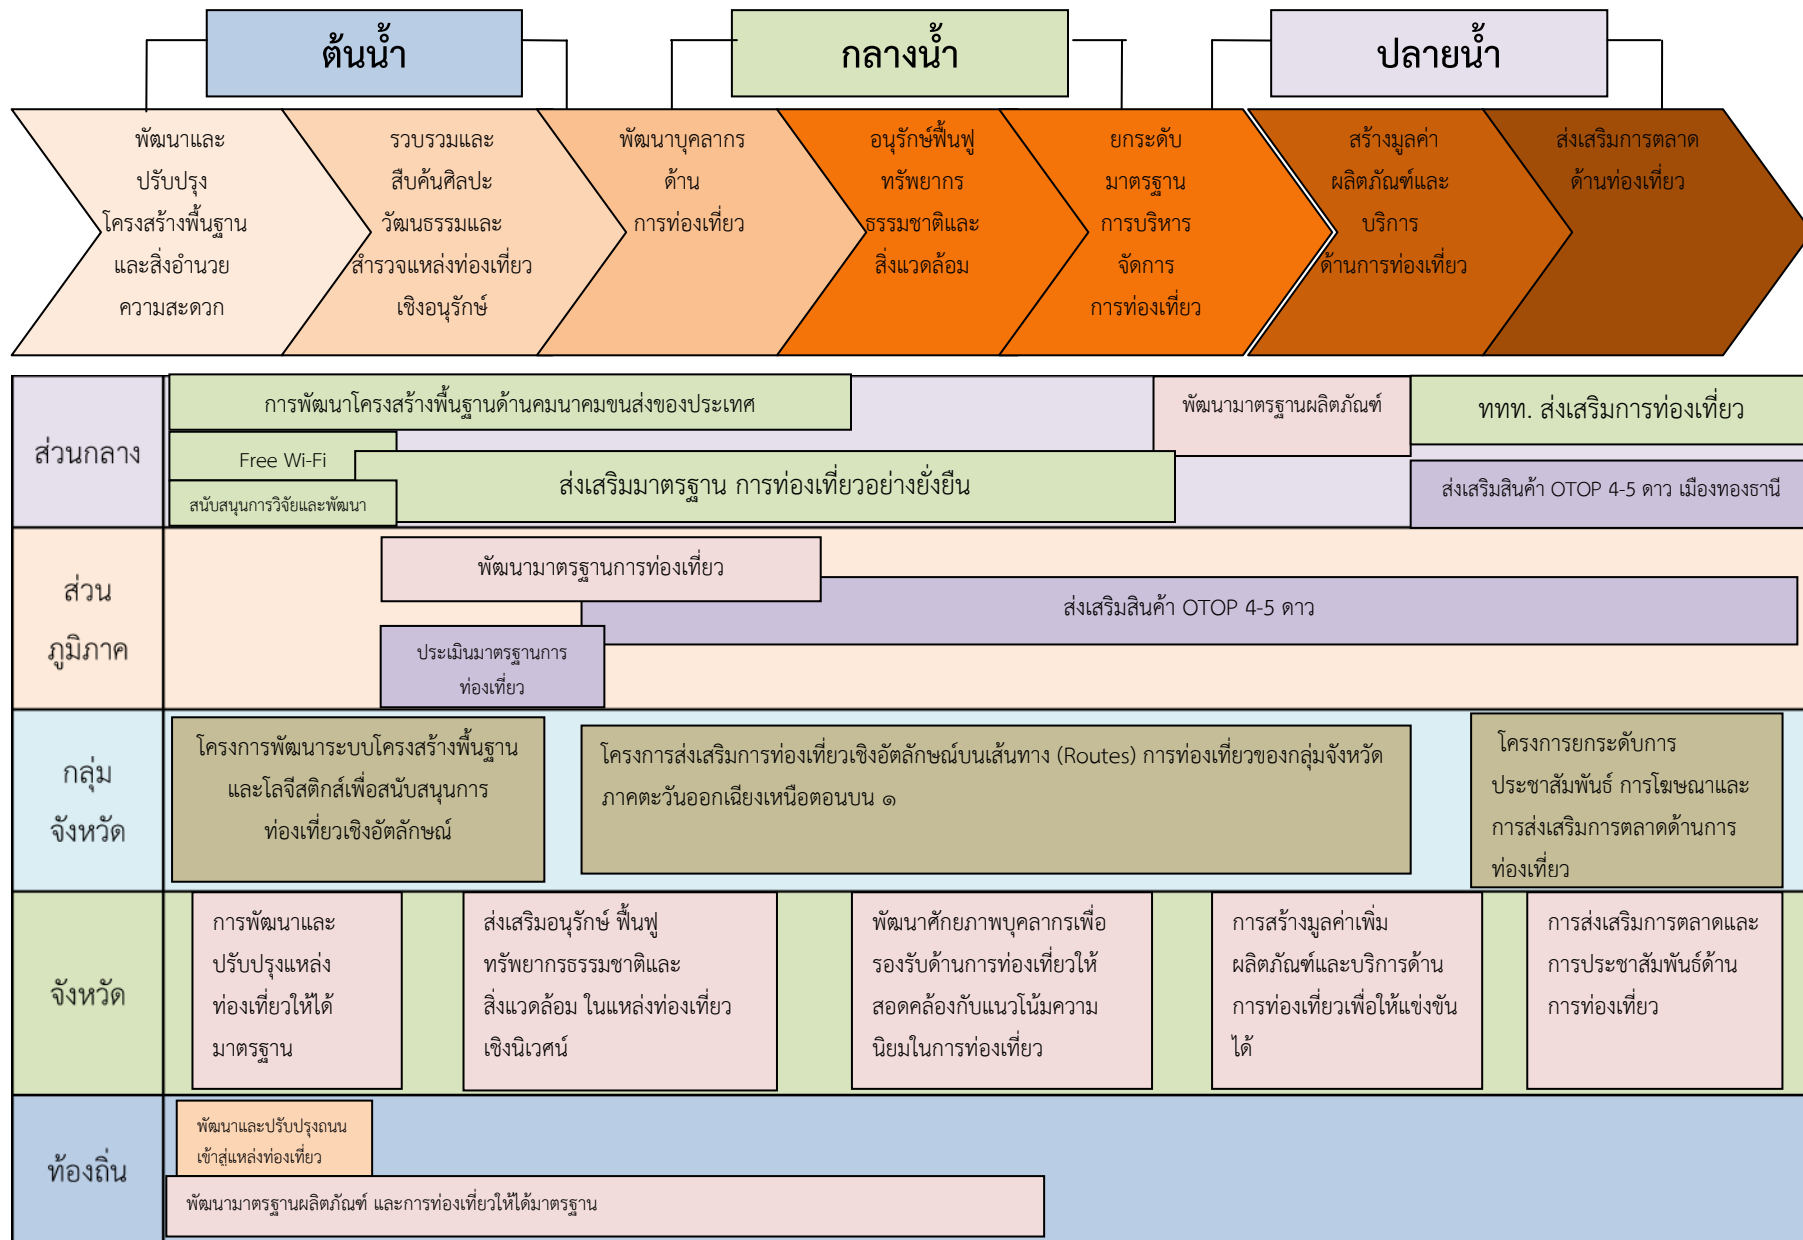 ต้นน้ำ
กลางน้ำ
ปลายน้ำ
พัฒนาและ
ปรับปรุง
โครงสร้างพื้นฐาน
และสิ่งอำนวย
ความสะดวก
รวบรวมและ
สืบค้นศิลปะ
วัฒนธรรมและ
สำรวจแหล่งท่องเที่ยว
เชิงอนุรักษ์
พัฒนาบุคลากร
ด้าน
การท่องเที่ยว
อนุรักษ์ฟื้นฟู
ทรัพยากร
ธรรมชาติและ
สิ่งแวดล้อม
ยกระดับ
มาตรฐาน
การบริหาร
จัดการ
การท่องเที่ยว
สร้างมูลค่า
ผลิตภัณฑ์และ
บริการ
ด้านการท่องเที่ยว
ส่งเสริมการตลาด
ด้านท่องเที่ยว
ส่วนกลาง
การพัฒนาโครงสร้างพื้นฐานด้านคมนาคมขนส่งของประเทศ
Free Wi-Fi
สนับสนุนการวิจัยและพัฒนา
ส่งเสริมมาตรฐาน การท่องเที่ยวอย่างยั่งยืน
พัฒนามาตรฐานผลิตภัณฑ์
ททท. ส่งเสริมการท่องเที่ยว
ส่งเสริมสินค้า OTOP 4-5 ดาว เมืองทองธานี
ส่วน
ภูมิภาค
พัฒนามาตรฐานการท่องเที่ยว
ส่งเสริมสินค้า OTOP 4-5 ดาว
ประเมินมาตรฐานการ
ท่องเที่ยว
กลุ่ม
จังหวัด
โครงการพัฒนาระบบโครงสร้างพื้นฐาน
และโลจีสติกส์เพื่อสนับสนุนการ
ท่องเที่ยวเชิงอัตลักษณ์
โครงการส่งเสริมการท่องเที่ยวเชิงอัตลักษณ์บนเส้นทาง (Routes) การท่องเที่ยวของกลุ่มจังหวัด
ภาคตะวันออกเฉียงเหนือตอนบน ๑
โครงการยกระดับการ
ประชาสัมพันธ์ การโฆษณาและ
การส่งเสริมการตลาดด้านการ
ท่องเที่ยว
จังหวัด
การพัฒนาและ
ปรับปรุงแหล่ง
ท่องเที่ยวให้ได้
มาตรฐาน
ส่งเสริมอนุรักษ์ ฟื้นฟู
ทรัพยากรธรรมชาติและ
สิ่งแวดล้อม ในแหล่งท่องเที่ยว
เชิงนิเวศน์
พัฒนาศักยภาพบุคลากรเพื่อ
รองรับด้านการท่องเที่ยวให้
สอดคล้องกับแนวโน้มความ
นิยมในการท่องเที่ยว
การสร้างมูลค่าเพิ่ม
ผลิตภัณฑ์และบริการด้าน
การท่องเที่ยวเพื่อให้แข่งขัน
ได้
การส่งเสริมการตลาดและ
การประชาสัมพันธ์ด้าน
การท่องเที่ยว
ท้องถิ่น
พัฒนาและปรับปรุงถนน
เข้าสู่แหล่งท่องเที่ยว
พัฒนามาตรฐานผลิตภัณฑ์ และการท่องเที่ยวให้ได้มาตรฐาน